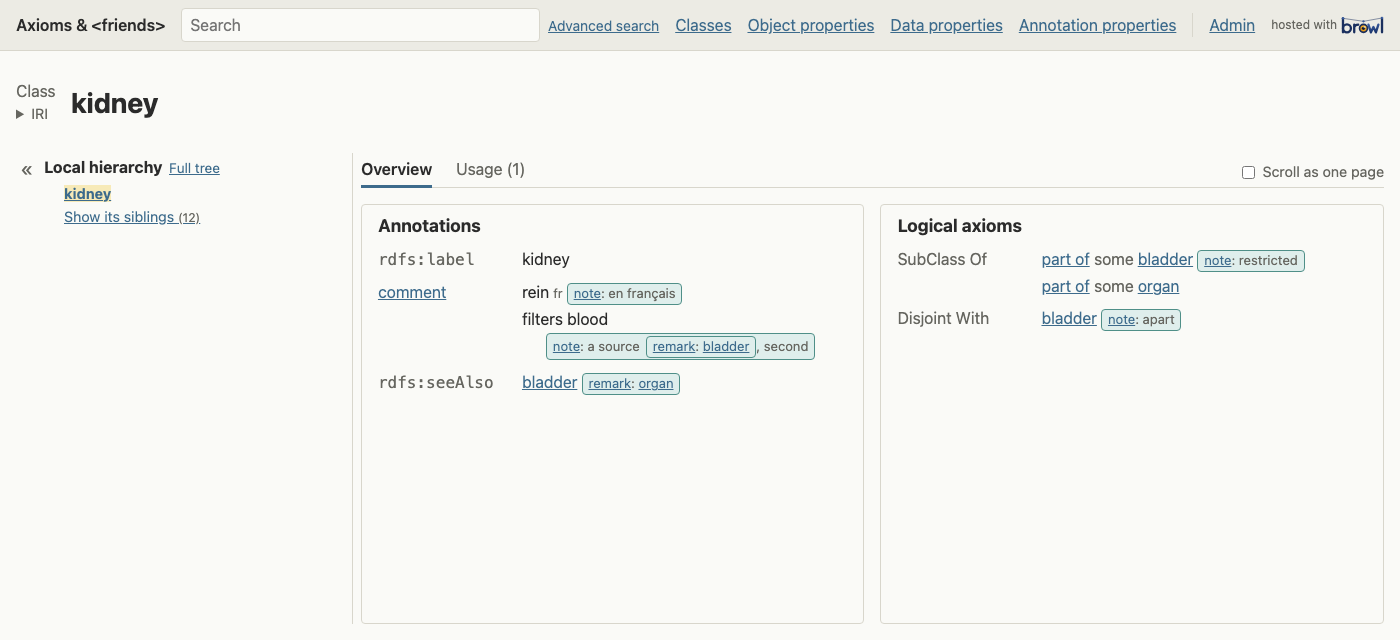 Axioms & <friends> Search Advanced search Classes Object properties Data properties Annotation properties Admin hosted with browl
Class
▶ IRI
kidney
« Local hierarchy Full tree
kidney
Show its siblings (12)
Overview Usage (1) Scroll as one page
Annotations
rdfs:label kidney
comment rein fr note: en français
filters blood
note: a source remark: bladder, second
rdfs:seeAlso bladder remark: organ
Logical axioms
SubClass Of part of some bladder note: restricted
part of some organ
Disjoint With bladder note: apart